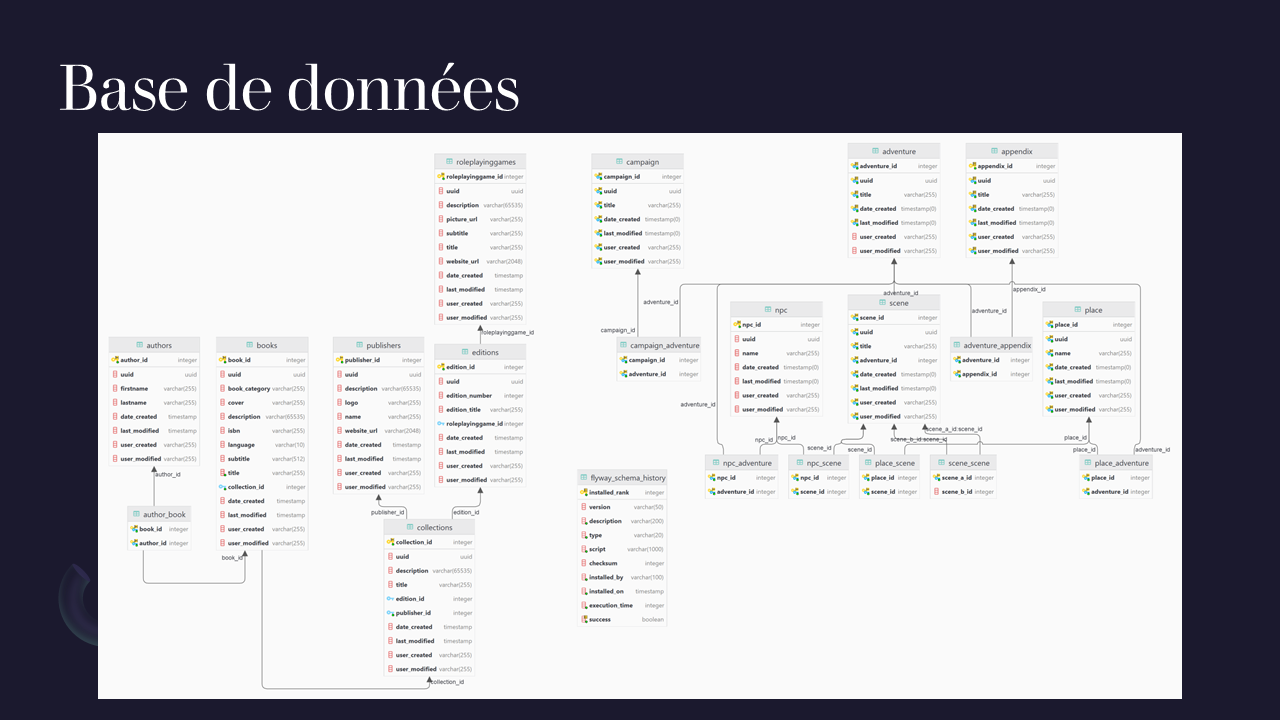 Base de données
roleplayinggames
roleplayinggame_id integer
uuid uuid
description varchar(65535)
picture_url varchar(255)
subtitle varchar(255)
title varchar(255)
website_url varchar(2048)
date_created timestamp
last_modified timestamp
user_created varchar(255)
user_modified varchar(255)
roleplayinggame_id
campaign
campaign_id integer
uuid uuid
title varchar(255)
date_created timestamp(0)
last_modified timestamp(0)
user_created varchar(255)
user_modified varchar(255)
adventure_id
campaign_id
adventure
adventure_id integer
uuid uuid
title varchar(255)
date_created timestamp(0)
last_modified timestamp(0)
user_created varchar(255)
user_modified varchar(255)
adventure_id
appendix
appendix_id integer
uuid uuid
title varchar(255)
date_created timestamp(0)
last_modified timestamp(0)
user_created varchar(255)
user_modified varchar(255)
appendix_id
adventure_id
authors
author_id integer
uuid uuid
firstname varchar(255)
lastname varchar(255)
date_created timestamp
last_modified timestamp
user_created varchar(255)
user_modified varchar(255)
author_id
author_book
book_id integer
author_id integer
book_id
books
book_id integer
uuid uuid
book_category varchar(255)
cover varchar(255)
description varchar(65535)
isbn varchar(255)
language varchar(10)
subtitle varchar(512)
title varchar(255)
collection_id integer
date_created timestamp
last_modified timestamp
user_created varchar(255)
user_modified varchar(255)
publishers
publisher_id integer
uuid uuid
description varchar(65535)
logo varchar(255)
name varchar(255)
website_url varchar(2048)
date_created timestamp
last_modified timestamp
user_created varchar(255)
user_modified varchar(255)
publisher_id
editions
edition_id integer
uuid uuid
edition_number integer
edition_title varchar(255)
roleplayinggame_id integer
date_created timestamp
last_modified timestamp
user_created varchar(255)
user_modified varchar(255)
edition_id
collections
collection_id integer
uuid uuid
description varchar(65535)
title varchar(255)
edition_id integer
publisher_id integer
date_created timestamp
last_modified timestamp
user_created varchar(255)
user_modified varchar(255)
collection_id
campaign_adventure
campaign_id integer
adventure_id integer
npc
npc_id integer
uuid uuid
name varchar(255)
date_created timestamp(0)
last_modified timestamp(0)
user_created varchar(255)
user_modified varchar(255)
adventure_id
npc_id
npc_id
scene
scene_id integer
uuid uuid
title varchar(255)
adventure_id integer
date_created timestamp(0)
last_modified timestamp(0)
user_created varchar(255)
user_modified varchar(255)
scene_a_id:scene_id
scene_b_id:scene_id
scene_id
scene_id
adventure_appendix
adventure_id integer
appendix_id integer
place
place_id integer
uuid uuid
name varchar(255)
date_created timestamp(0)
last_modified timestamp(0)
user_created varchar(255)
user_modified varchar(255)
place_id
place_id
adventure_id
npc_adventure
npc_id integer
adventure_id integer
npc_scene
npc_id integer
scene_id integer
place_scene
place_id integer
scene_id integer
scene_scene
scene_a_id integer
scene_b_id integer
place_adventure
place_id integer
adventure_id integer
flyway_schema_history
installed_rank integer
version varchar(50)
description varchar(200)
type varchar(20)
script varchar(1000)
checksum integer
installed_by varchar(100)
installed_on timestamp
execution_time integer
success boolean